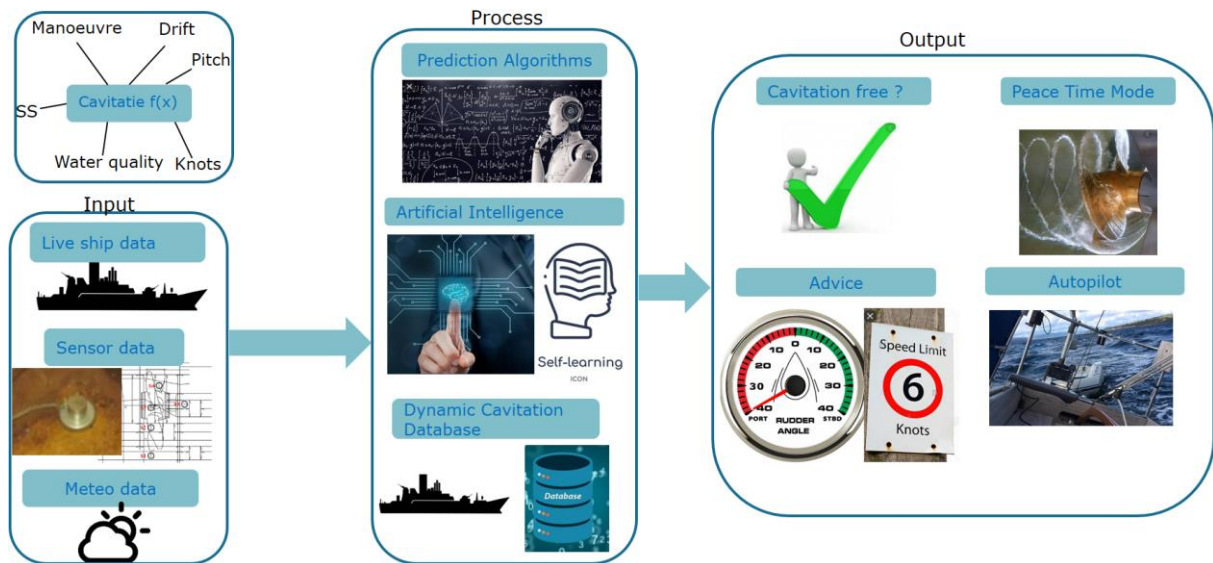 Manoeuvre
Drift
Pitch
SS
Cavitatie f(x)
Water quality
Knots
Input
Live ship data
Sensor data
Meteo data
Process
Prediction Algorithms
Artificial Intelligence
Self-learning
ICON
Dynamic Cavitation
Database
Database
Output
Cavitation free ?
Peace Time Mode
Advice
0
10 10
20 20
30 30
40 40
PORT STBD
RUDDER
ANGLE
Speed Limit
6
Knots
Autopilot